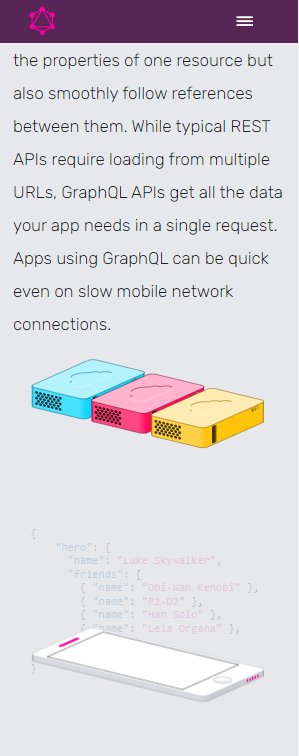 the properties of one resource but
also smoothly follow references
between them. While typical REST
APIs require loading from multiple
URLs, GraphQL APIs get all the data
your app needs in a single request.
Apps using GraphQL can be quick
even on slow mobile network
connections.
{
"hero": {
"name": "Luke Skywalker",
"friends": [
{ "name": "Obi-Wan Kenobi" },
{ "name": "R2-D2" },
{ "name": "Han Solo" },
{ "name": "Leia Organa" },
}